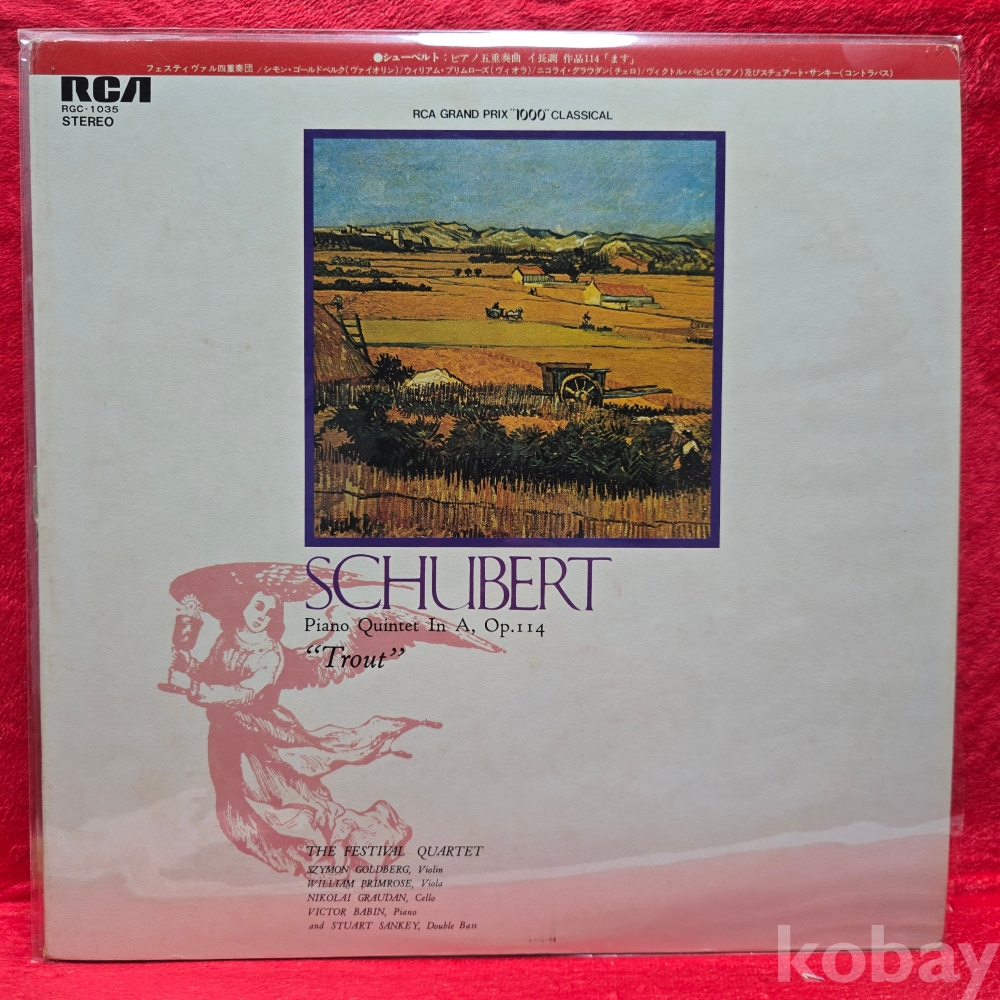 ●シューベルト：ピアノ五重奏曲 イ長調 作品114「ます」
フェスティヴァル四重奏団／シモン・ゴールドベルク(ヴァイオリン)／ウィリアム・プリムローズ(ヴィオラ)／ニコライ・グラウダン(チェロ)／ヴィクトル・バビン(ピアノ)及びスチュアート・サンキー(コントラバス)
RCA
RGC-1035
STEREO
RCA GRAND PRIX "1000" CLASSICAL
SCHUBERT
Piano Quintet In A, Op.114
"Trout"
THE FESTIVAL QUARTET
SZYMON GOLDBERG, Violin
WILLIAM PRIMROSE, Viola
NIKOLAI GRAUDAN, Cello
VICTOR BABIN, Piano
and STUART SANKEY, Double Bass
kobay